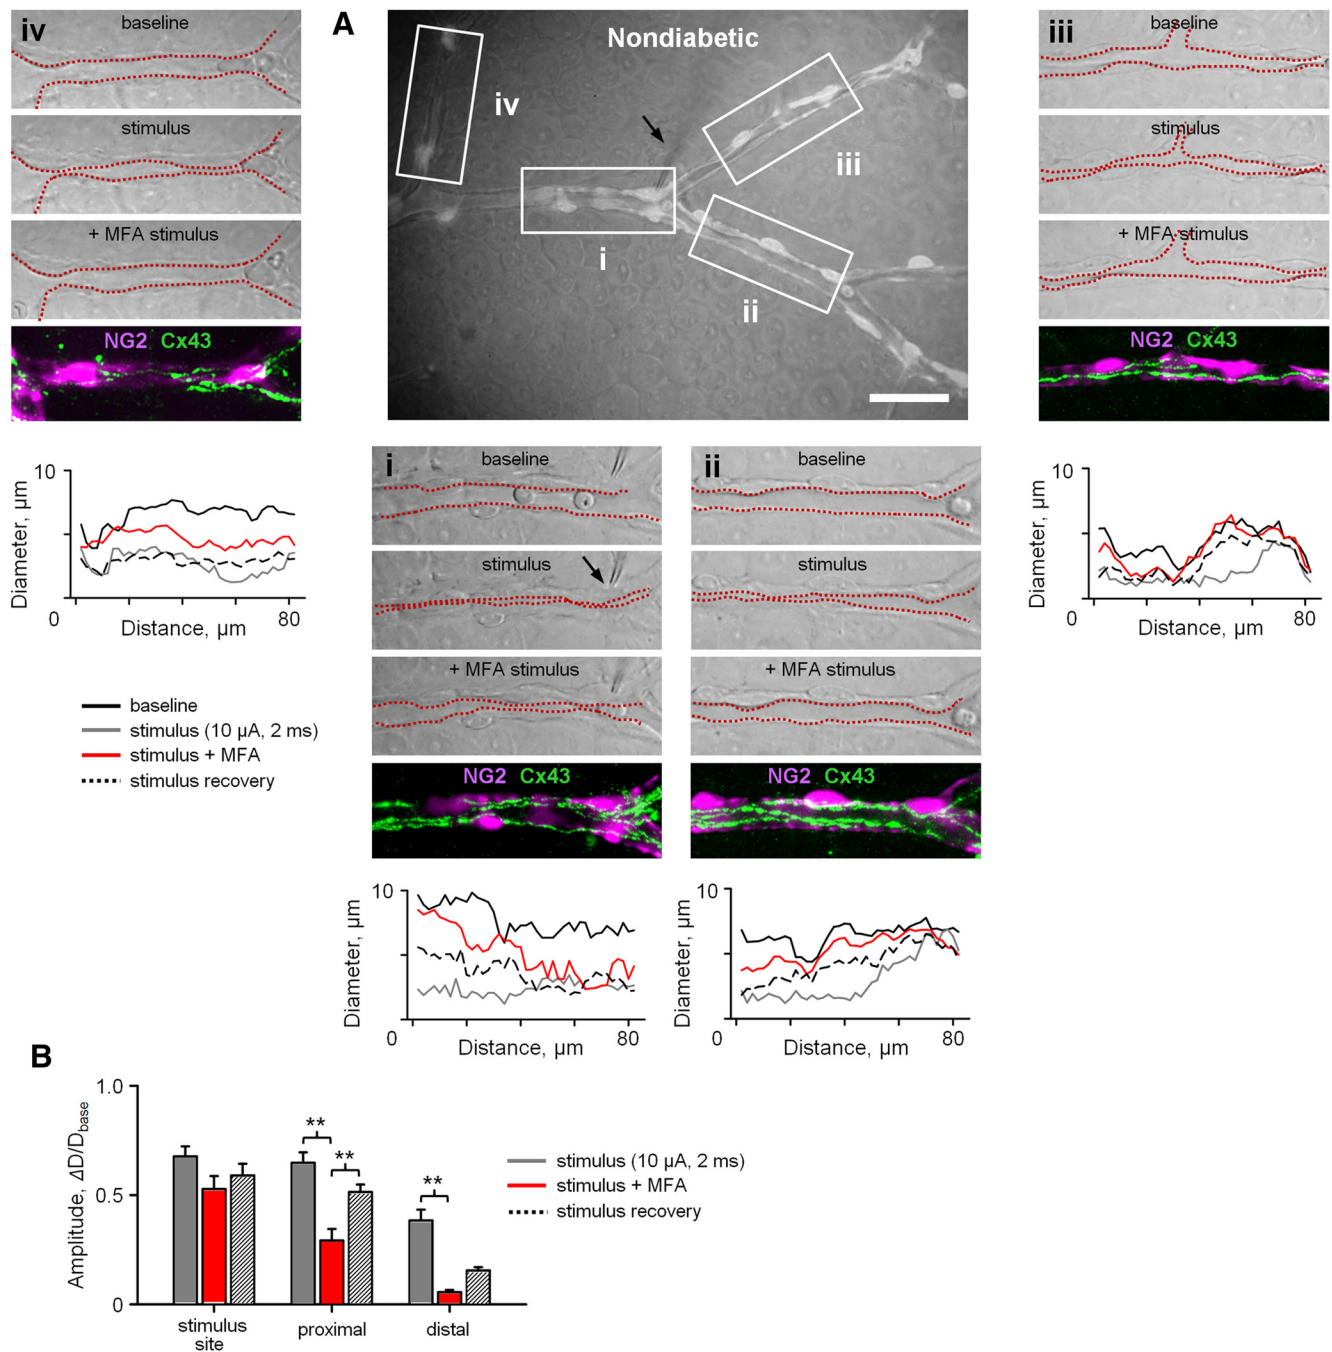 iv
baseline
stimulus
+ MFA stimulus
NG2 Cx43
10
Diameter, µm
0
80
Distance, µm
A
Nondiabetic
iv
iii
i
ii
iii
baseline
stimulus
+ MFA stimulus
NG2 Cx43
10
Diameter, µm
0
80
Distance, µm
baseline
stimulus (10 µA, 2 ms)
stimulus + MFA
stimulus recovery
i
baseline
stimulus
+ MFA stimulus
NG2 Cx43
10
Diameter, µm
0
80
Distance, µm
ii
baseline
stimulus
+ MFA stimulus
NG2 Cx43
10
Diameter, µm
0
80
Distance, µm
B
1.0
0.5
0
Amplitude, ΔD/Dbase
**
**
**
stimulus
site
proximal
distal
stimulus (10 µA, 2 ms)
stimulus + MFA
stimulus recovery